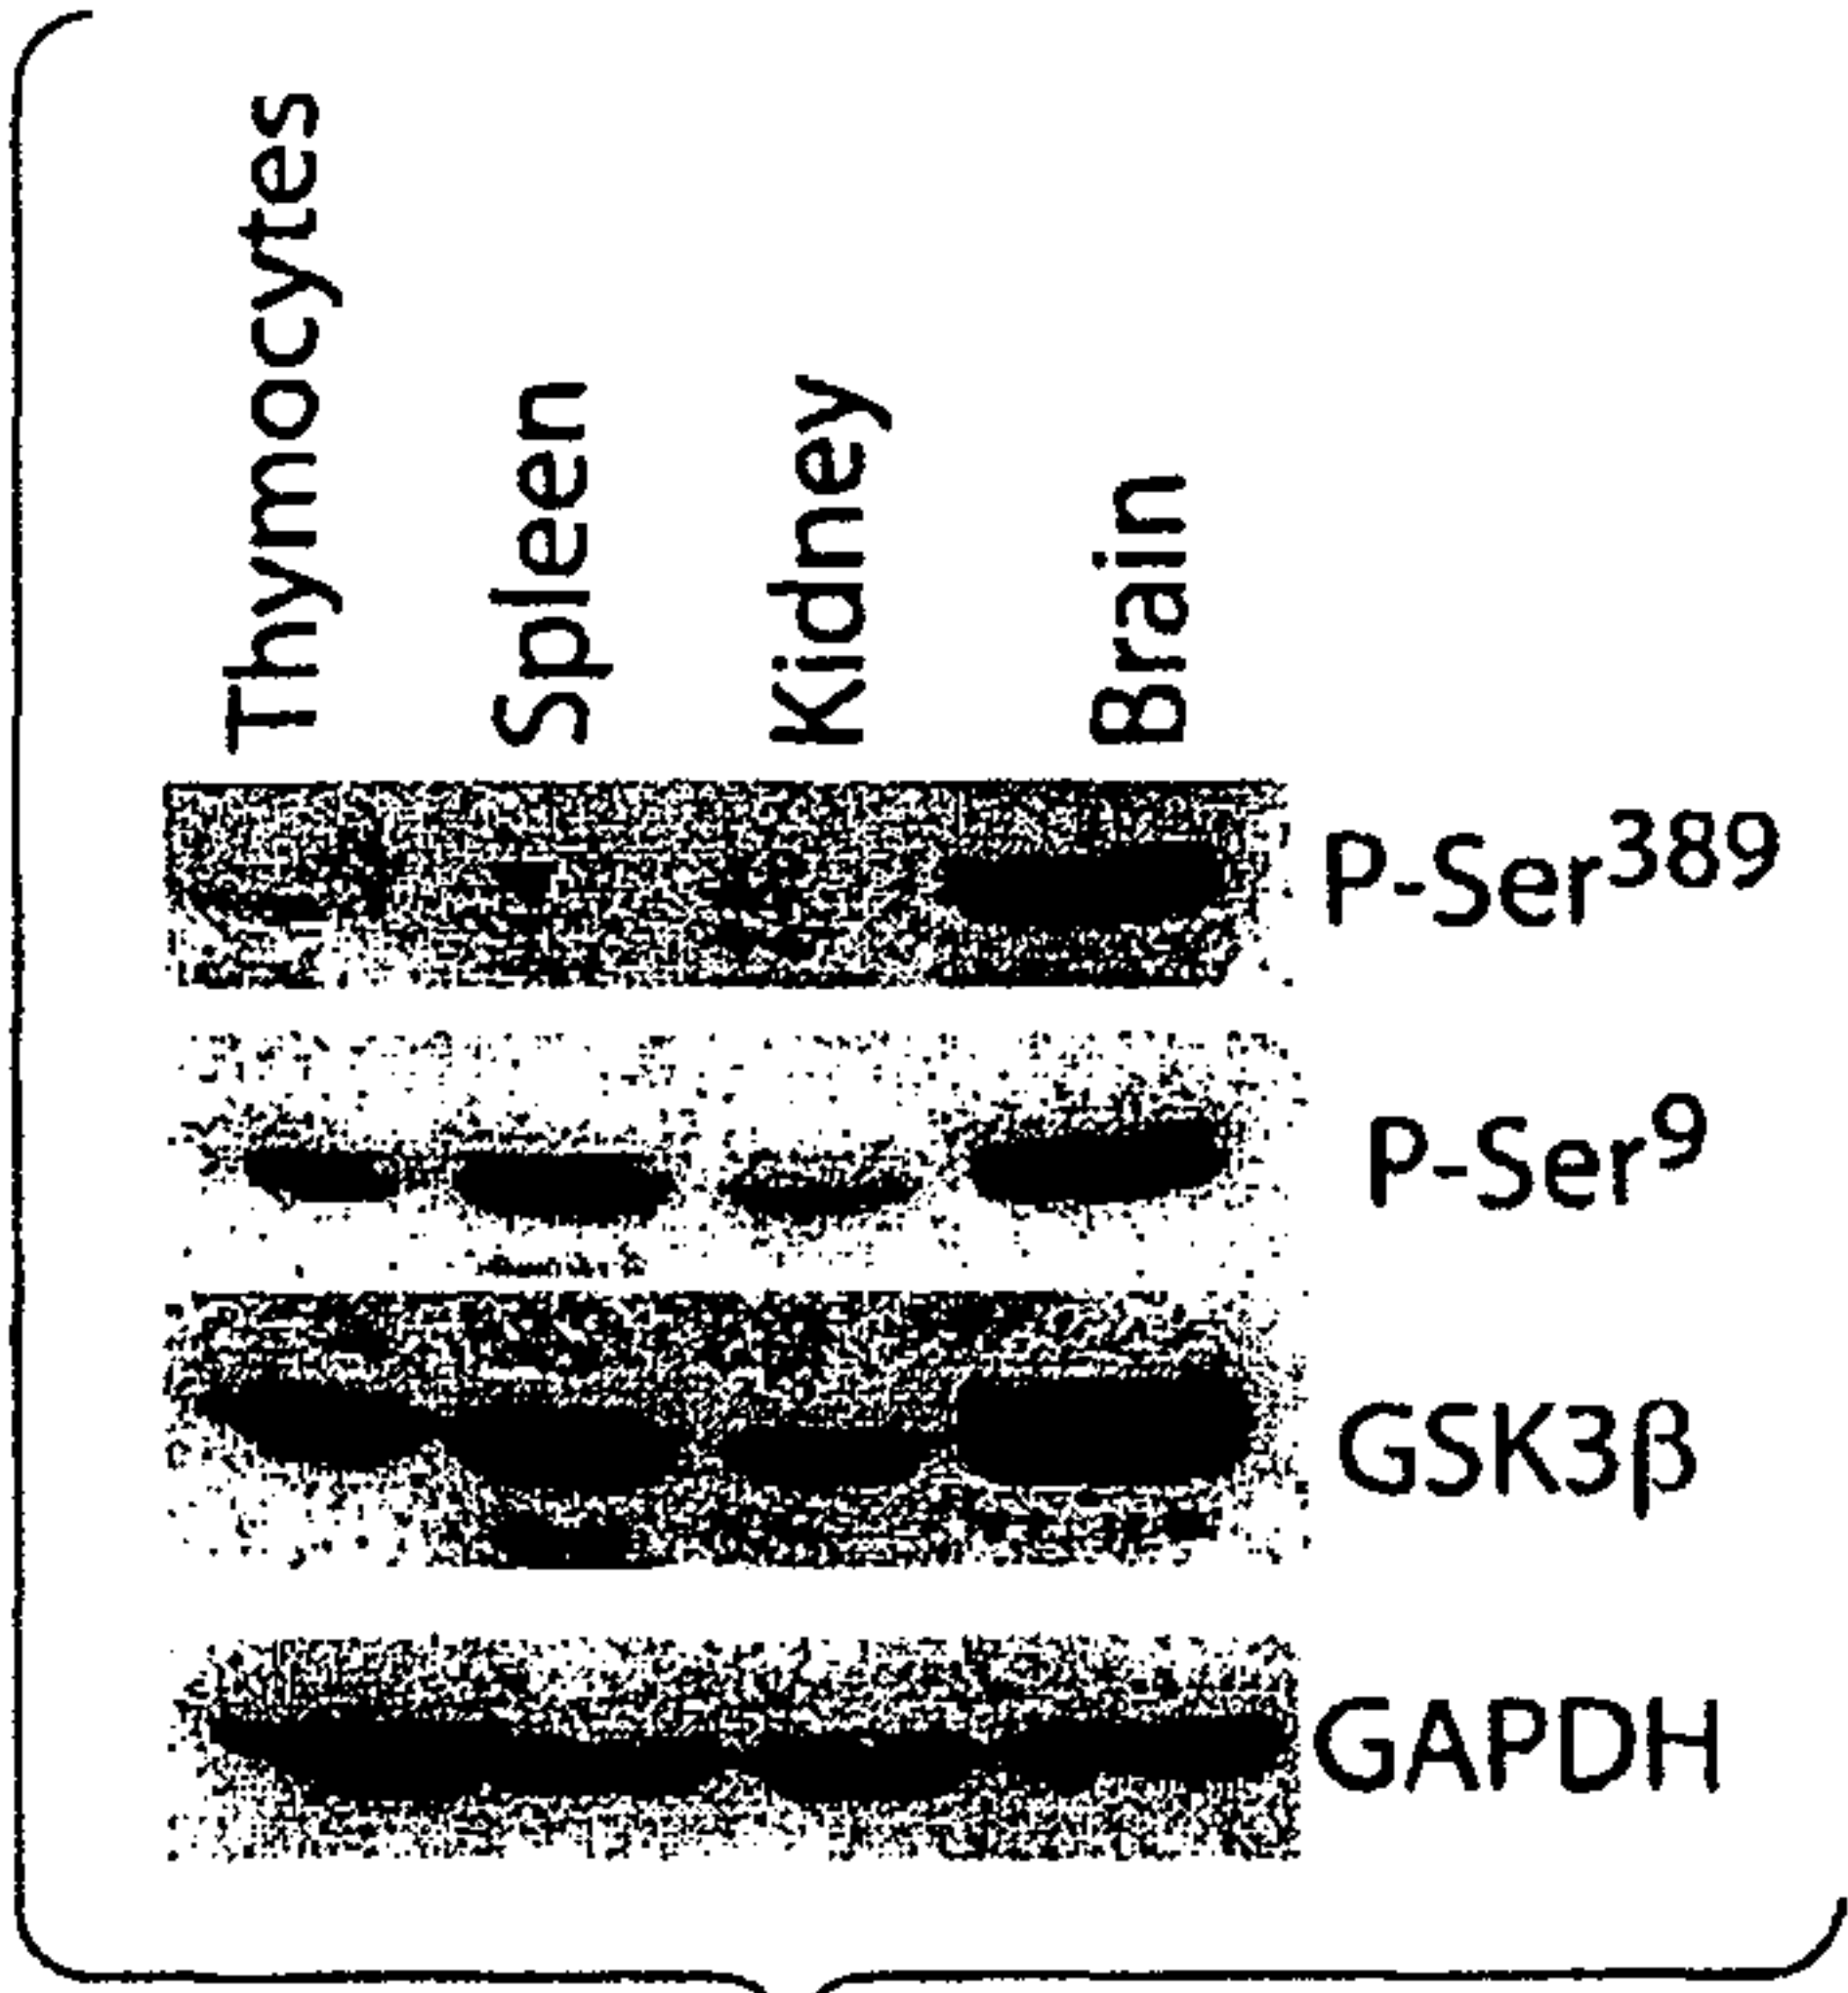 Thymocytes
Spleen
Kidney
Brain
P-Ser³⁸⁹
P-Ser⁹
GSK3β
GAPDH